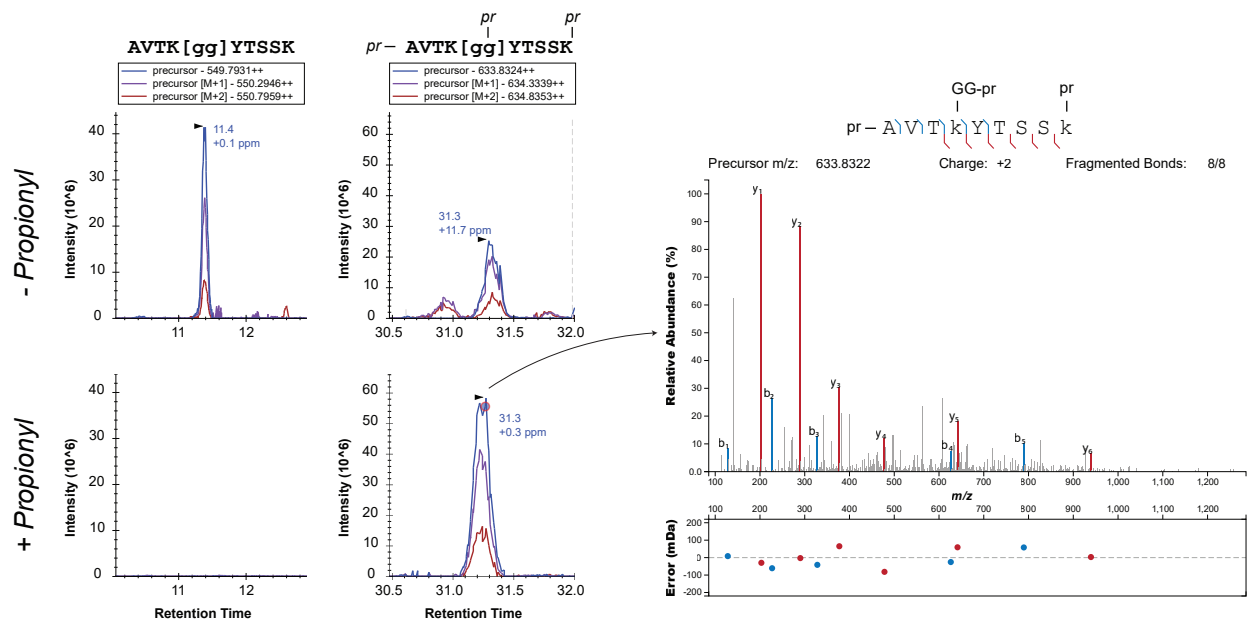 pr
pr
AVTK[gg]YTSSK
pr– AVTK[gg]YTSSK
precursor - 549.7931++
precursor [M+1] - 550.2946++
precursor [M+2] - 550.7959++
precursor - 633.8324++
precursor [M+1] - 634.3339++
precursor [M+2] - 634.8353++
- Propionyl
Intensity (10^6)
40
30
20
10
0
11.4
+0.1 ppm
11
12
Intensity (10^6)
60
50
40
30
20
10
0
31.3
+11.7 ppm
30.5
31.0
31.5
32.0
+ Propionyl
Intensity (10^6)
40
30
20
10
0
11
12
Retention Time
Intensity (10^6)
60
50
40
30
20
10
0
31.3
+0.3 ppm
30.5
31.0
31.5
32.0
Retention Time
GG-pr
pr
pr– AVTkYTSSk
Precursor m/z: 633.8322
Charge: +2
Fragmented Bonds: 8/8
Relative Abundance (%)
100
90
80
70
60
50
40
30
20
10
0.0
y1
y2
y3
y4
y5
y6
b1
b2
b3
b4
b5
100 200 300 400 500 600 700 800 900 1,000 1,100 1,200
m/z
100 200 300 400 500 600 700 800 900 1,000 1,100 1,200
Error (mDa)
200
100
0
-100
-200